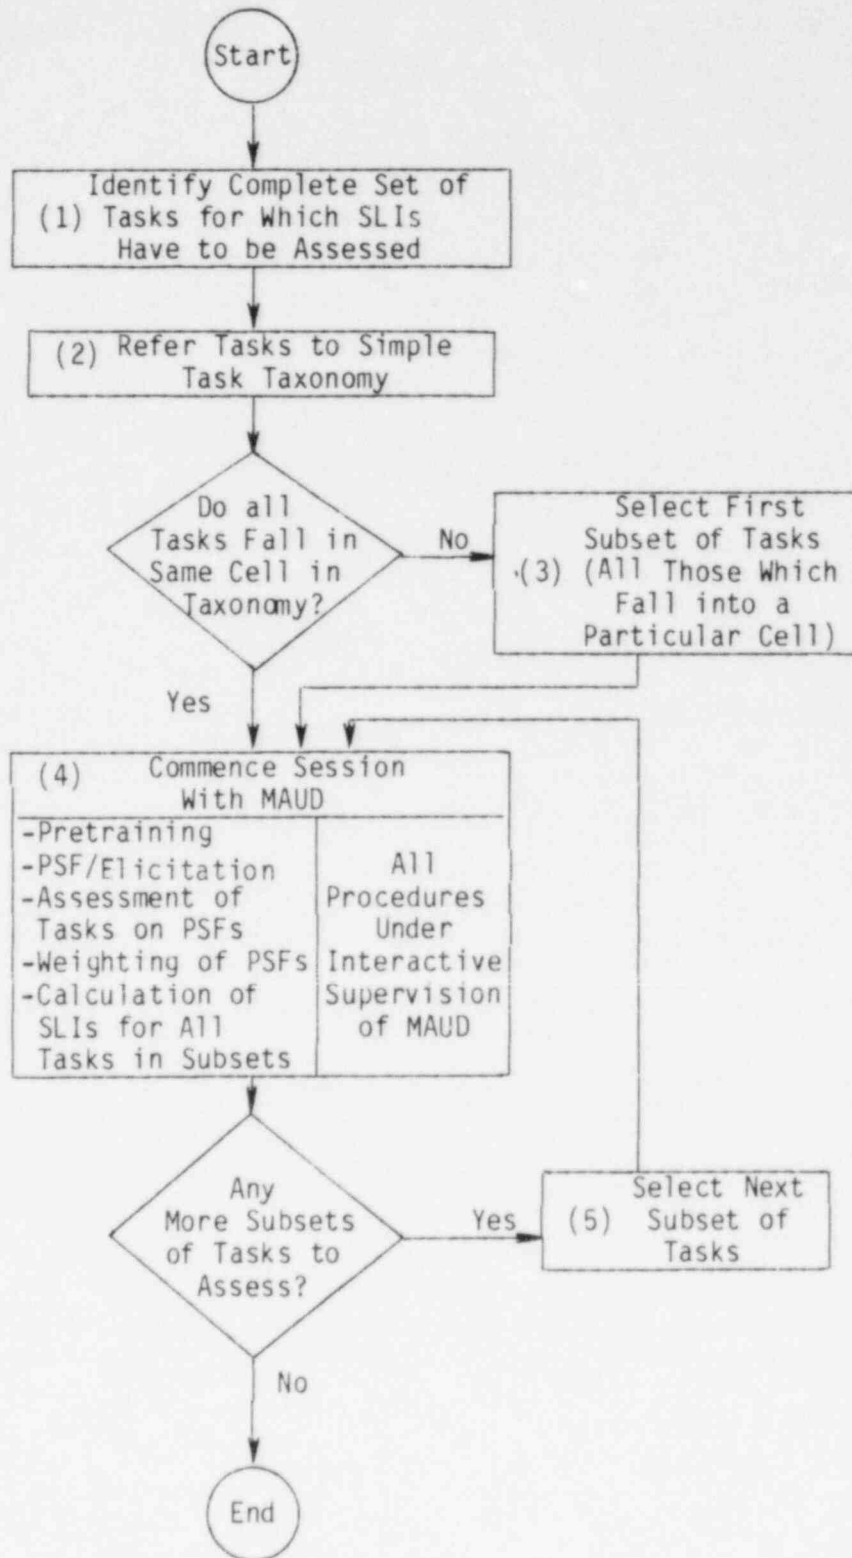 Start
Identify Complete Set of
(1) Tasks for Which SLIs
Have to be Assessed
(2) Refer Tasks to Simple
Task Taxonomy
Do all
Tasks Fall in
Same Cell in
Taxonomy?
No
Select First
Subset of Tasks
(3) (All Those Which
Fall into a
Particular Cell)
Yes
(4) Commence Session
With MAUD
-Pretraining
-PSF/Elicitation
-Assessment of
Tasks on PSFs
-Weighting of PSFs
-Calculation of
SLIs for All
Tasks in Subsets
All
Procedures
Under
Interactive
Supervision
of MAUD
Any
More Subsets
of Tasks to
Assess?
Yes
Select Next
(5) Subset of
Tasks
No
End